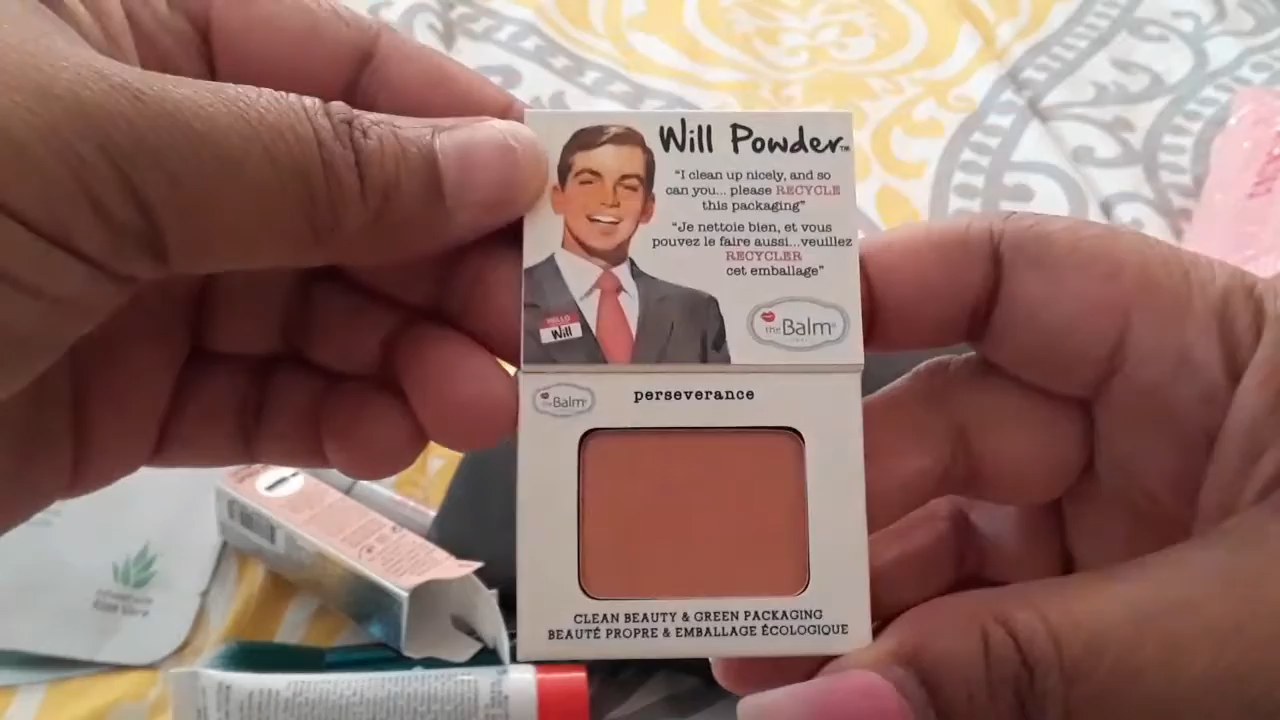 Will Powder™
"I clean up nicely, and so
can you... please RECYCLE
this packaging"
"Je nettoie bien, et vous
pouvez le faire aussi...veuillez
RECYCLER
cet emballage"
HELLO
Will
theBalm®
theBalm®
perseverance
CLEAN BEAUTY & GREEN PACKAGING
BEAUTÉ PROPRE & EMBALLAGE ÉCOLOGIQUE